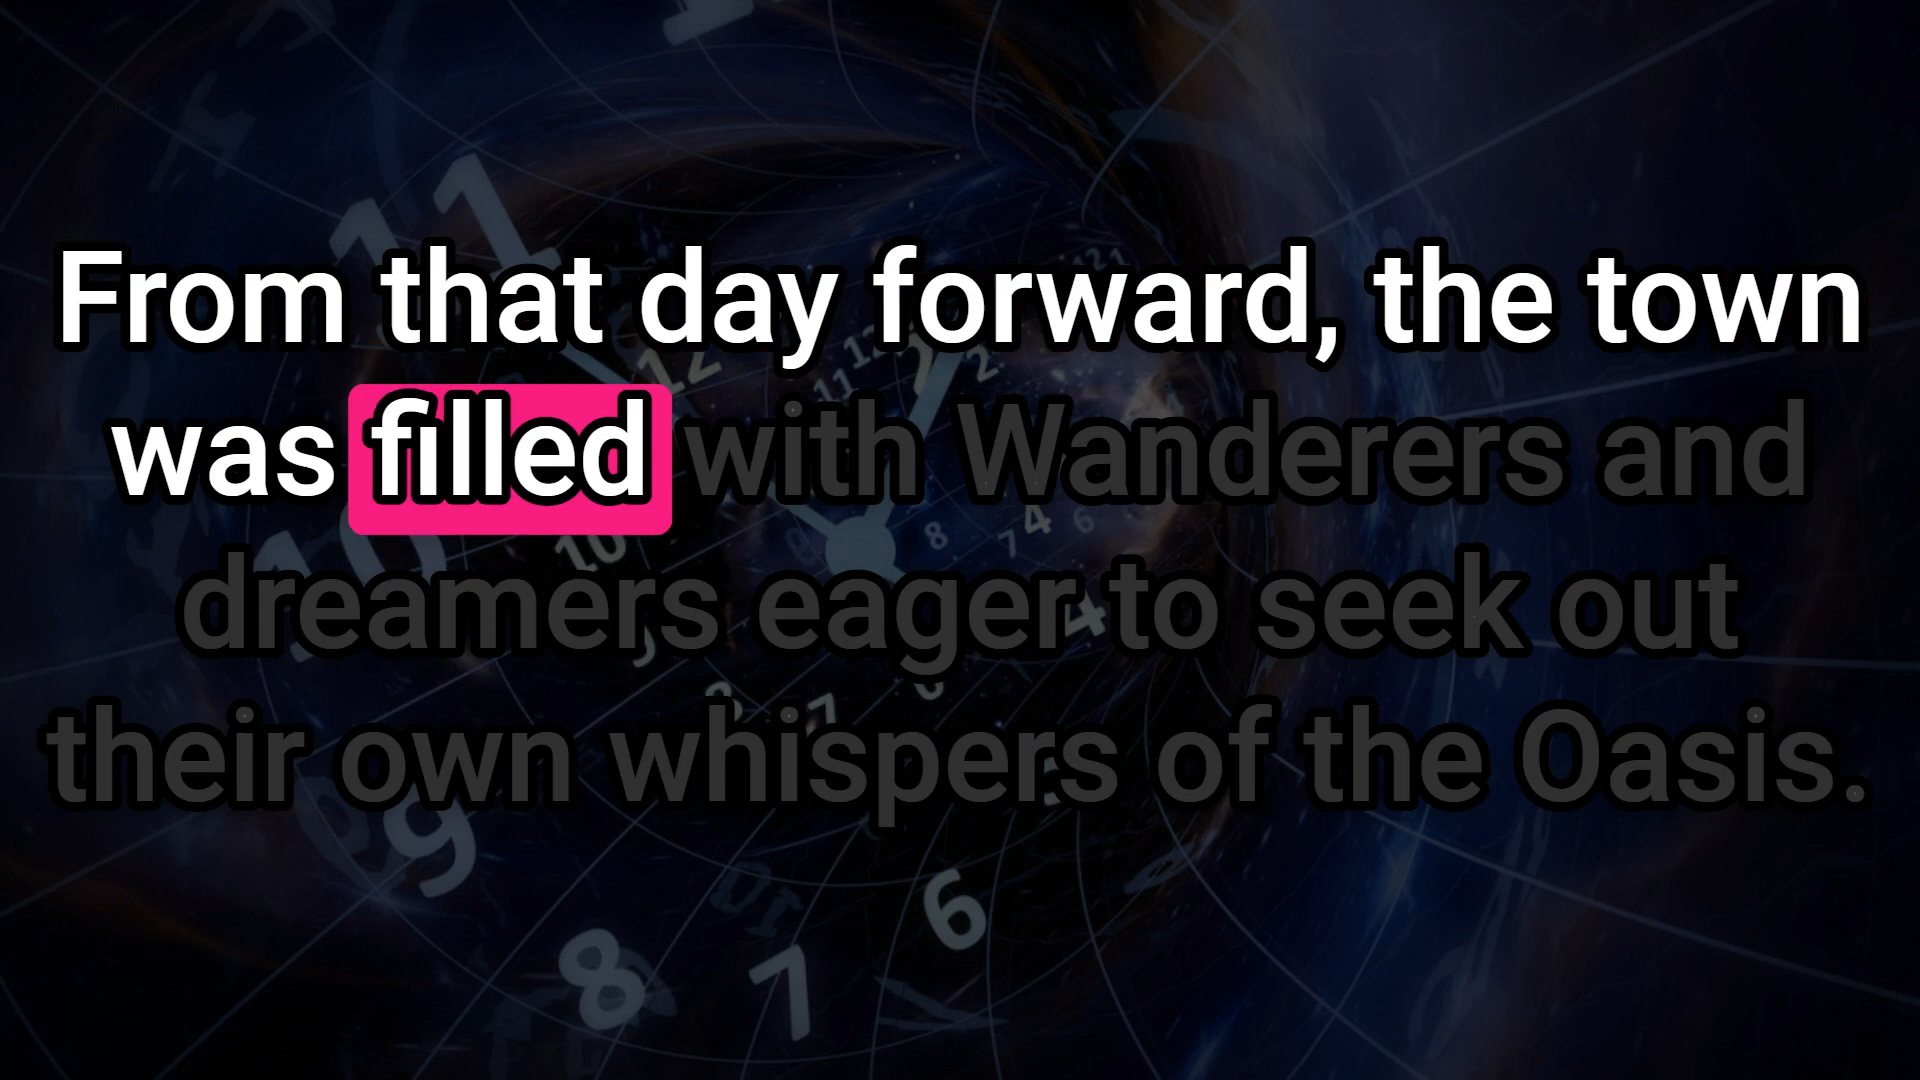 From that day forward, the town
was filled with Wanderers and
dreamers eager to seek out
their own whispers of the Oasis.